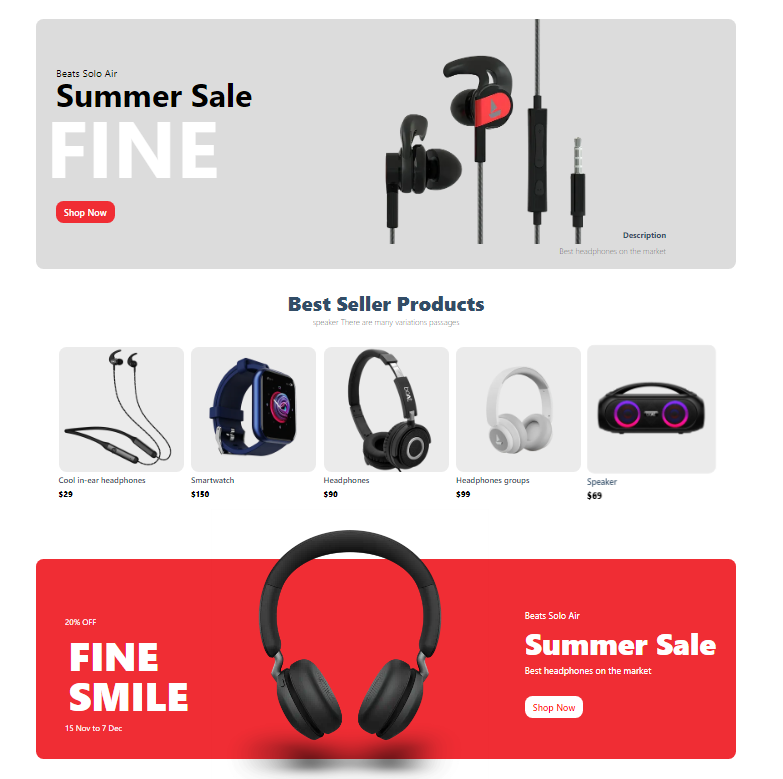 Beats Solo Air
Summer Sale
FINE
Shop Now
Description
Best headphones on the market
Best Seller Products
speaker There are many variations passages
Cool in-ear headphones
$29
Smartwatch
$150
Headphones
$90
Headphones groups
$99
Speaker
$69
20% OFF
FINE
SMILE
15 Nov to 7 Dec
Beats Solo Air
Summer Sale
Best headphones on the market
Shop Now